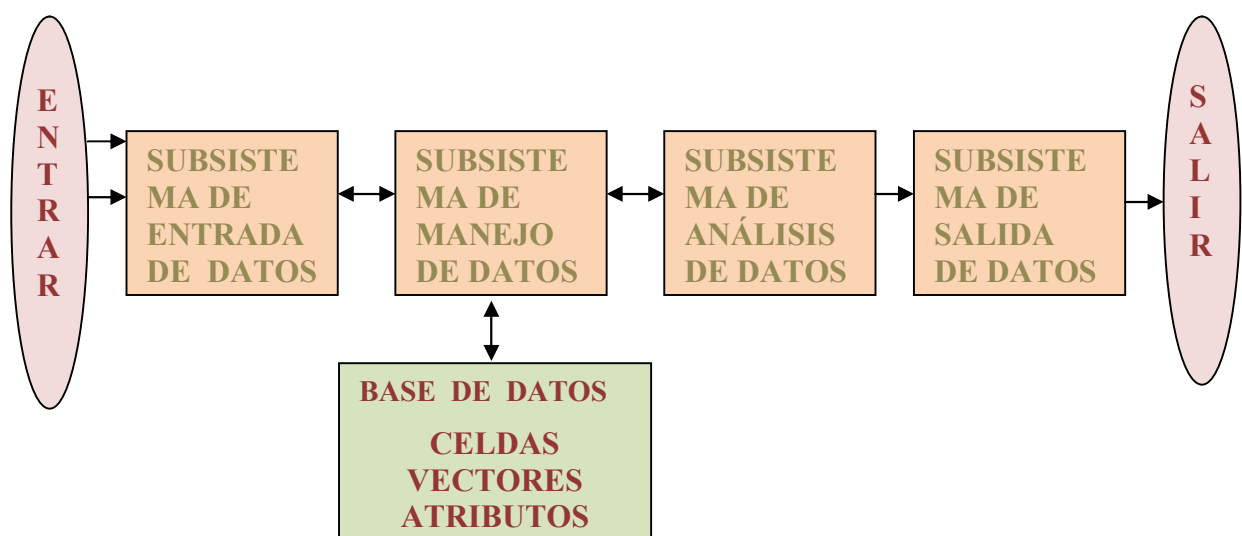 E
N
T
R
A
R
SUBSISTE
MA DE
ENTRADA
DE DATOS
SUBSISTE
MA DE
MANEJO
DE DATOS
SUBSISTE
MA DE
ANÁLISIS
DE DATOS
SUBSISTE
MA DE
SALIDA
DE DATOS
S
A
L
I
R
BASE DE DATOS
CELDAS
VECTORES
ATRIBUTOS